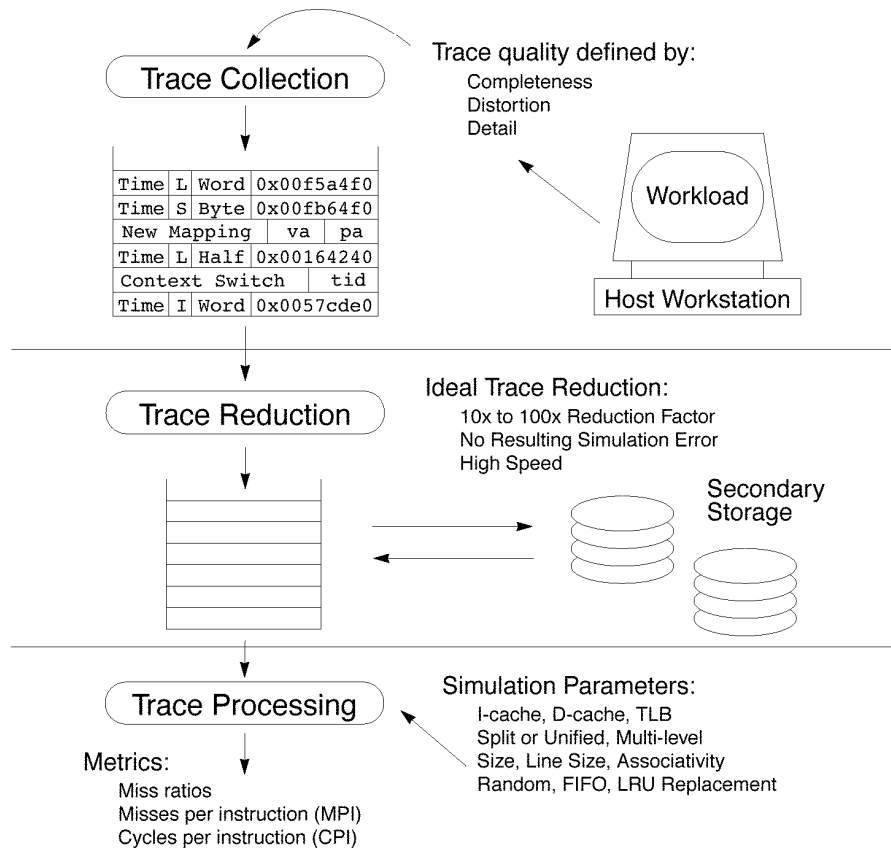 Trace Collection
Trace quality defined by:
Completeness
Distortion
Detail
Time L Word 0x00f5a4f0
Time S Byte 0x00fb64f0
New Mapping va pa
Time L Half 0x00164240
Context Switch tid
Time I Word 0x0057cde0
Workload
Host Workstation
Trace Reduction
Ideal Trace Reduction:
10x to 100x Reduction Factor
No Resulting Simulation Error
High Speed
Secondary
Storage
Trace Processing
Simulation Parameters:
I-cache, D-cache, TLB
Split or Unified, Multi-level
Size, Line Size, Associativity
Random, FIFO, LRU Replacement
Metrics:
Miss ratios
Misses per instruction (MPI)
Cycles per instruction (CPI)